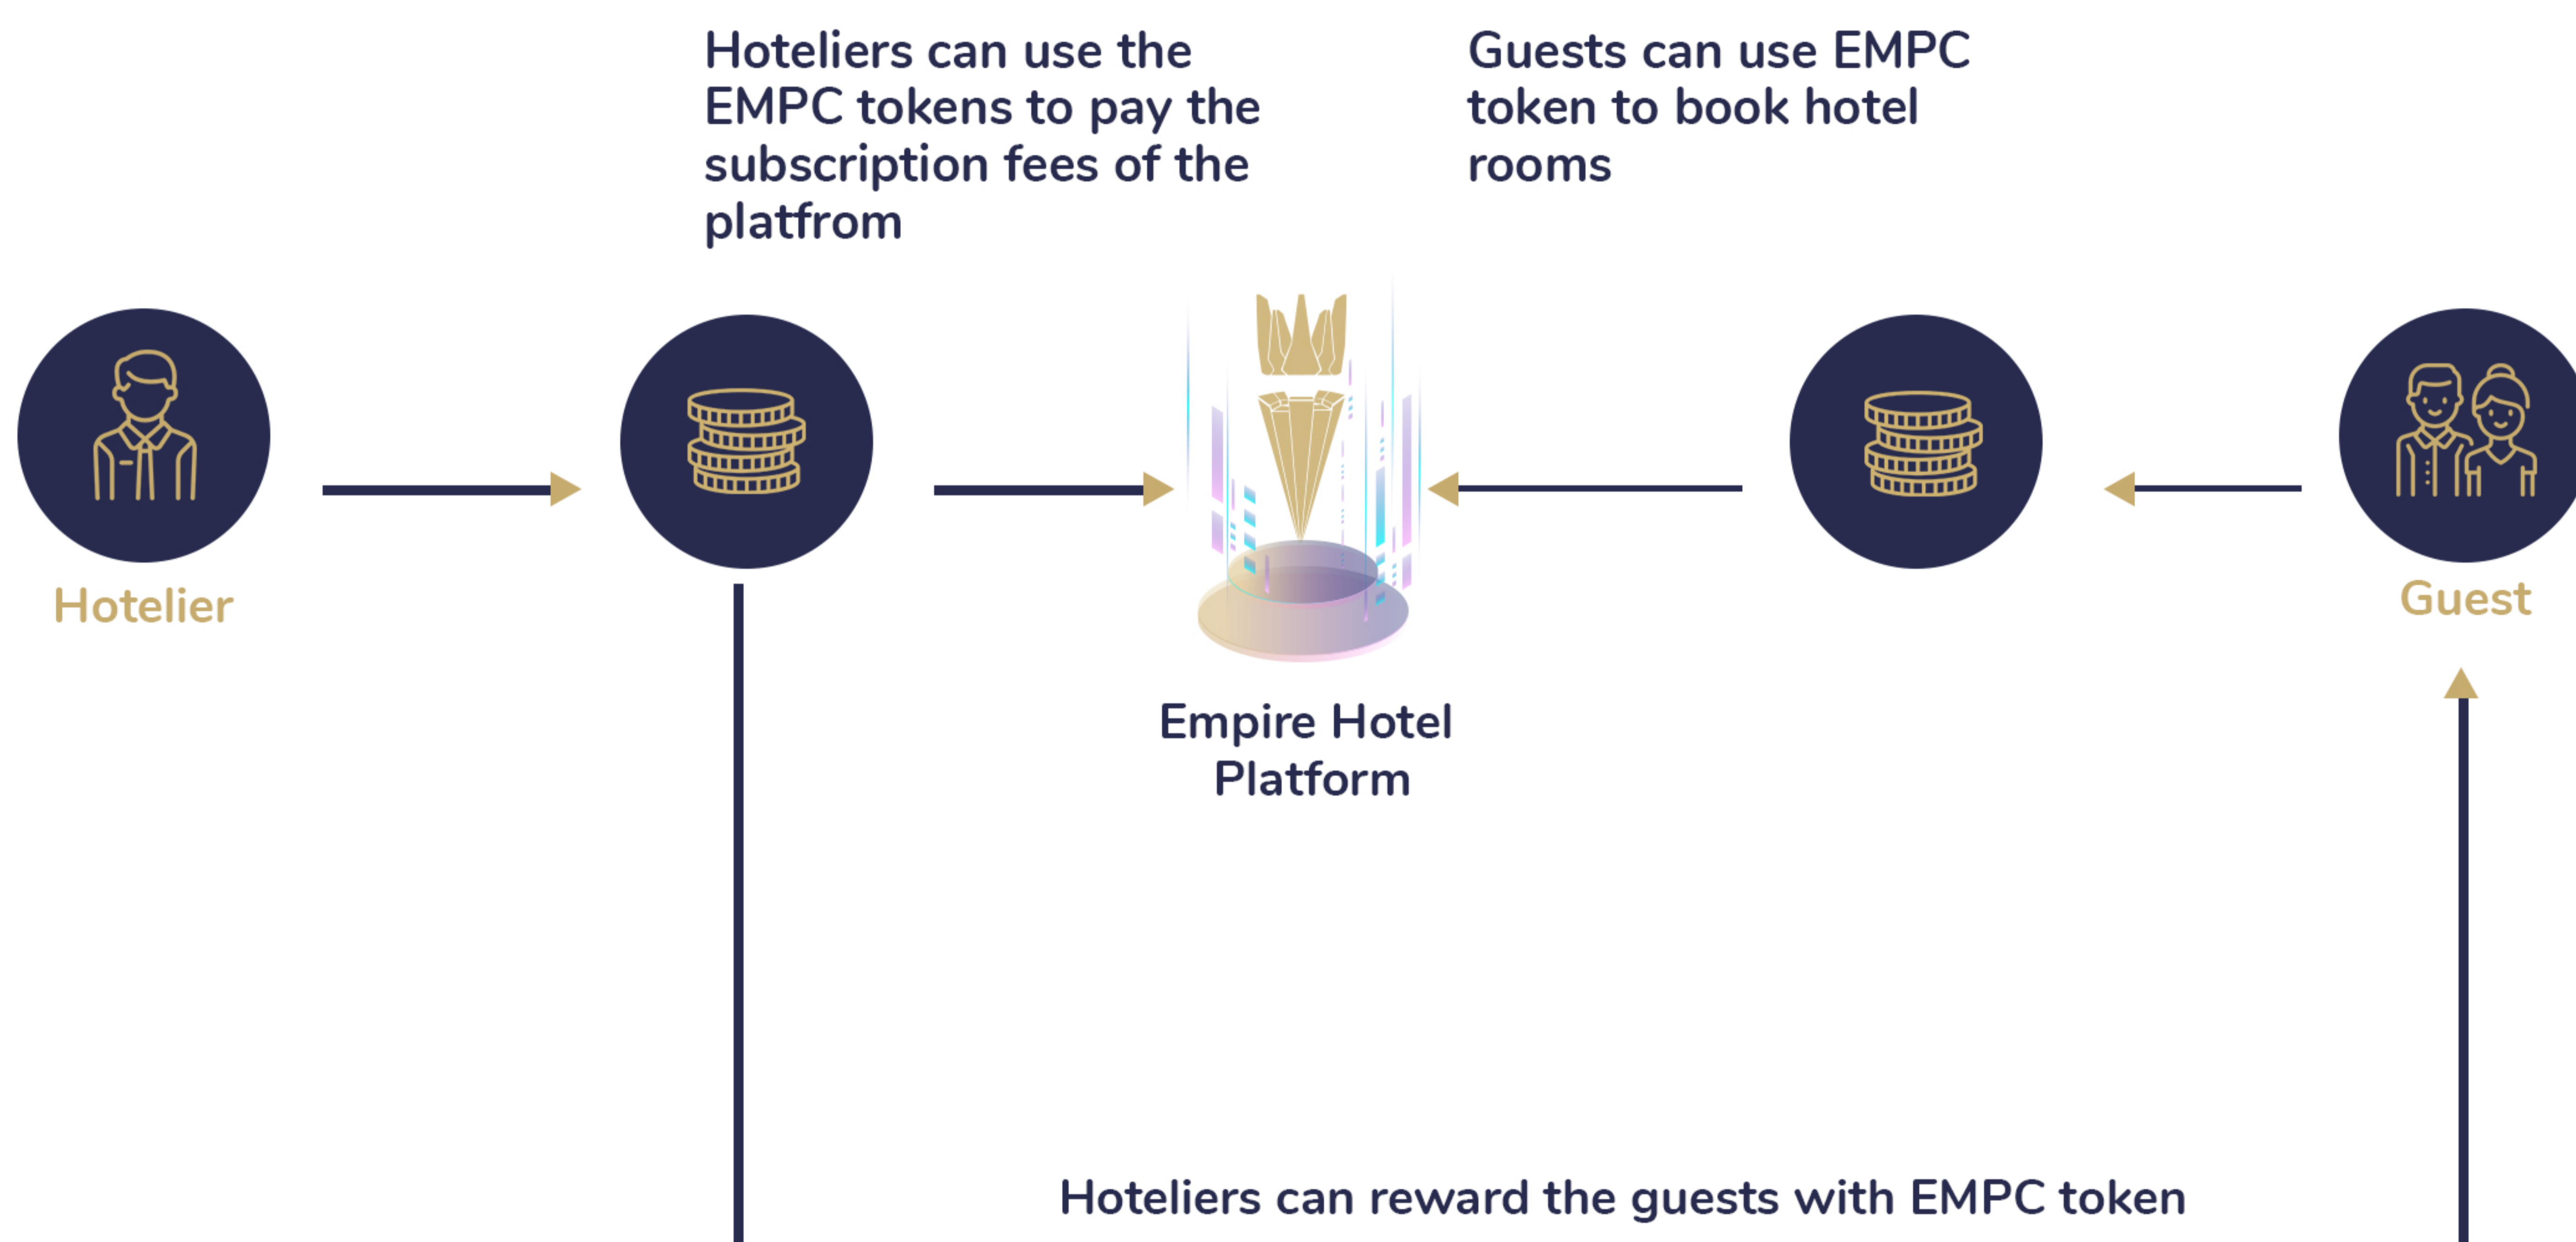 Hoteliers can use the
EMPC tokens to pay the
subscription fees of the
platfrom
Guests can use EMPC
token to book hotel
rooms
Hotelier
Guest
Empire Hotel
Platform
Hoteliers can reward the guests with EMPC token